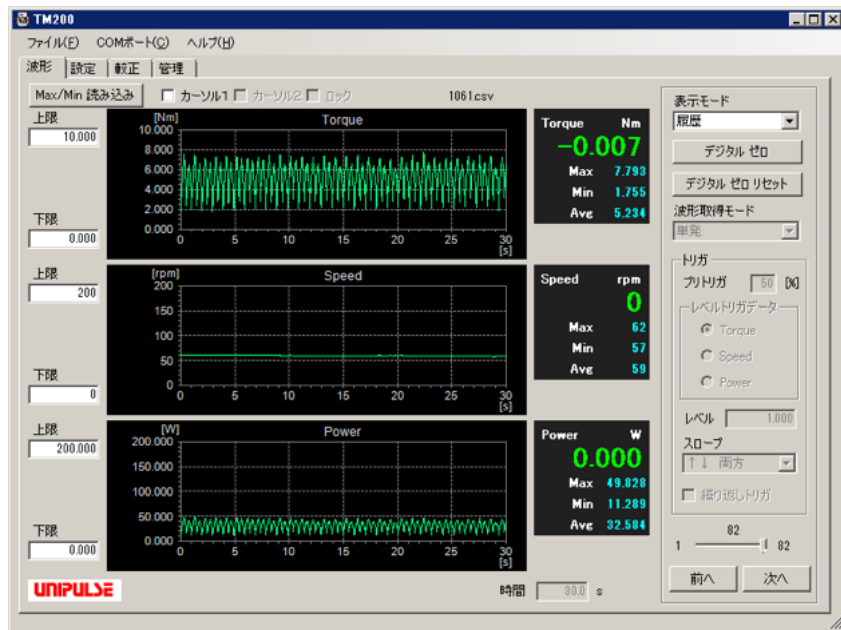 TM200
ファイル(F) COMポート(C) ヘルプ(H)
波形 設定 較正 管理
Max/Min 読み込み カーソル1 カーソル2 ロック 1061.csv
上限
10.000
下限
0.000
[Nm] Torque
10.000
8.000
6.000
4.000
2.000
0.000
0 5 10 15 20 25 30
[s]
Torque Nm
-0.007
Max 7.793
Min 1.755
Avg 5.234
上限
200
下限
0
[rpm] Speed
200
150
100
50
0
0 5 10 15 20 25 30
[s]
Speed rpm
0
Max 62
Min 57
Avg 59
上限
200.000
下限
0.000
[W] Power
200.000
150.000
100.000
50.000
0.000
0 5 10 15 20 25 30
[s]
Power W
0.000
Max 49.828
Min 11.289
Avg 32.584
UNIPULSE
時間 30.0 s
表示モード
履歴
デジタル ゼロ
デジタル ゼロ リセット
波形取得モード
単発
トリガ
プリトリガ 50 [%]
レベルトリガデータ
Torque
Speed
Power
レベル 1.000
スロープ
↑↓ 両方
繰り返しトリガ
82
1 82
前へ 次へ